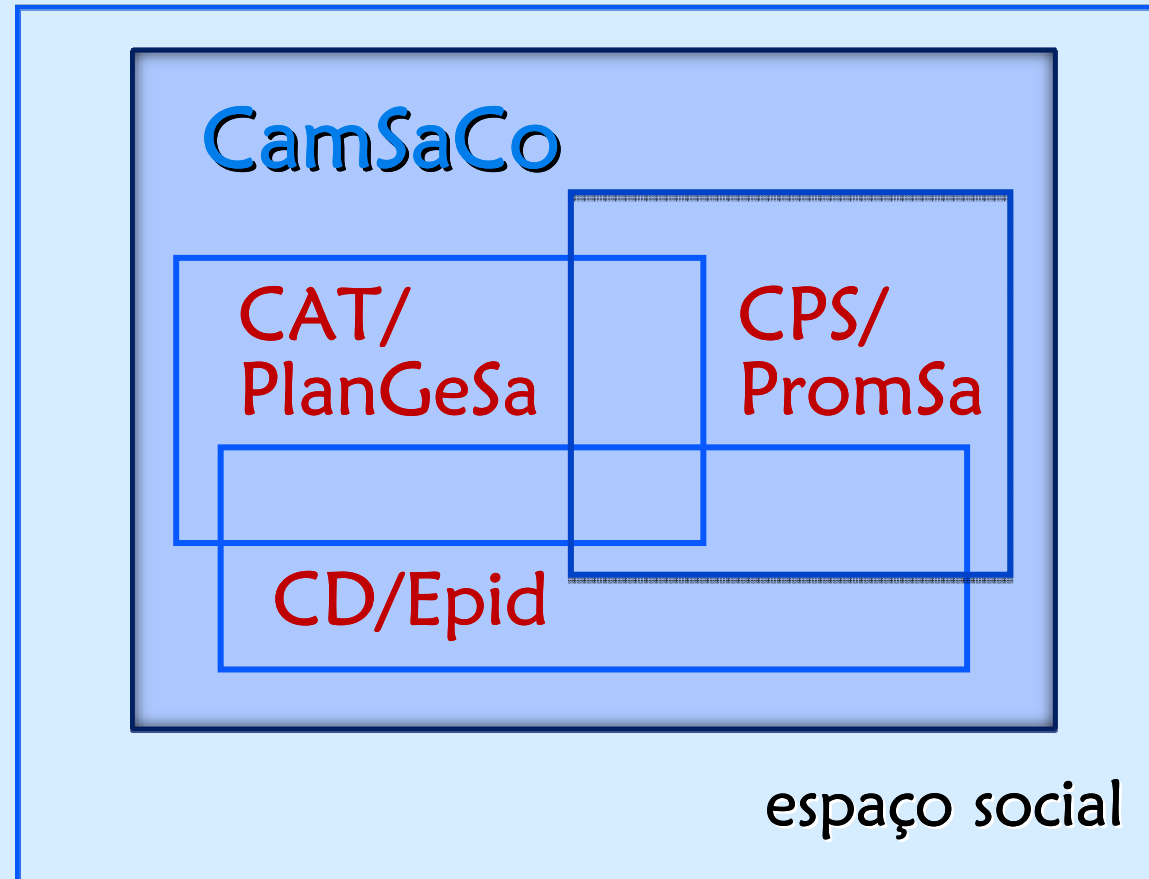 CamSaCo
CAT/
PlanGeSa
CPS/
PromSa
CD/Epid
espaço social